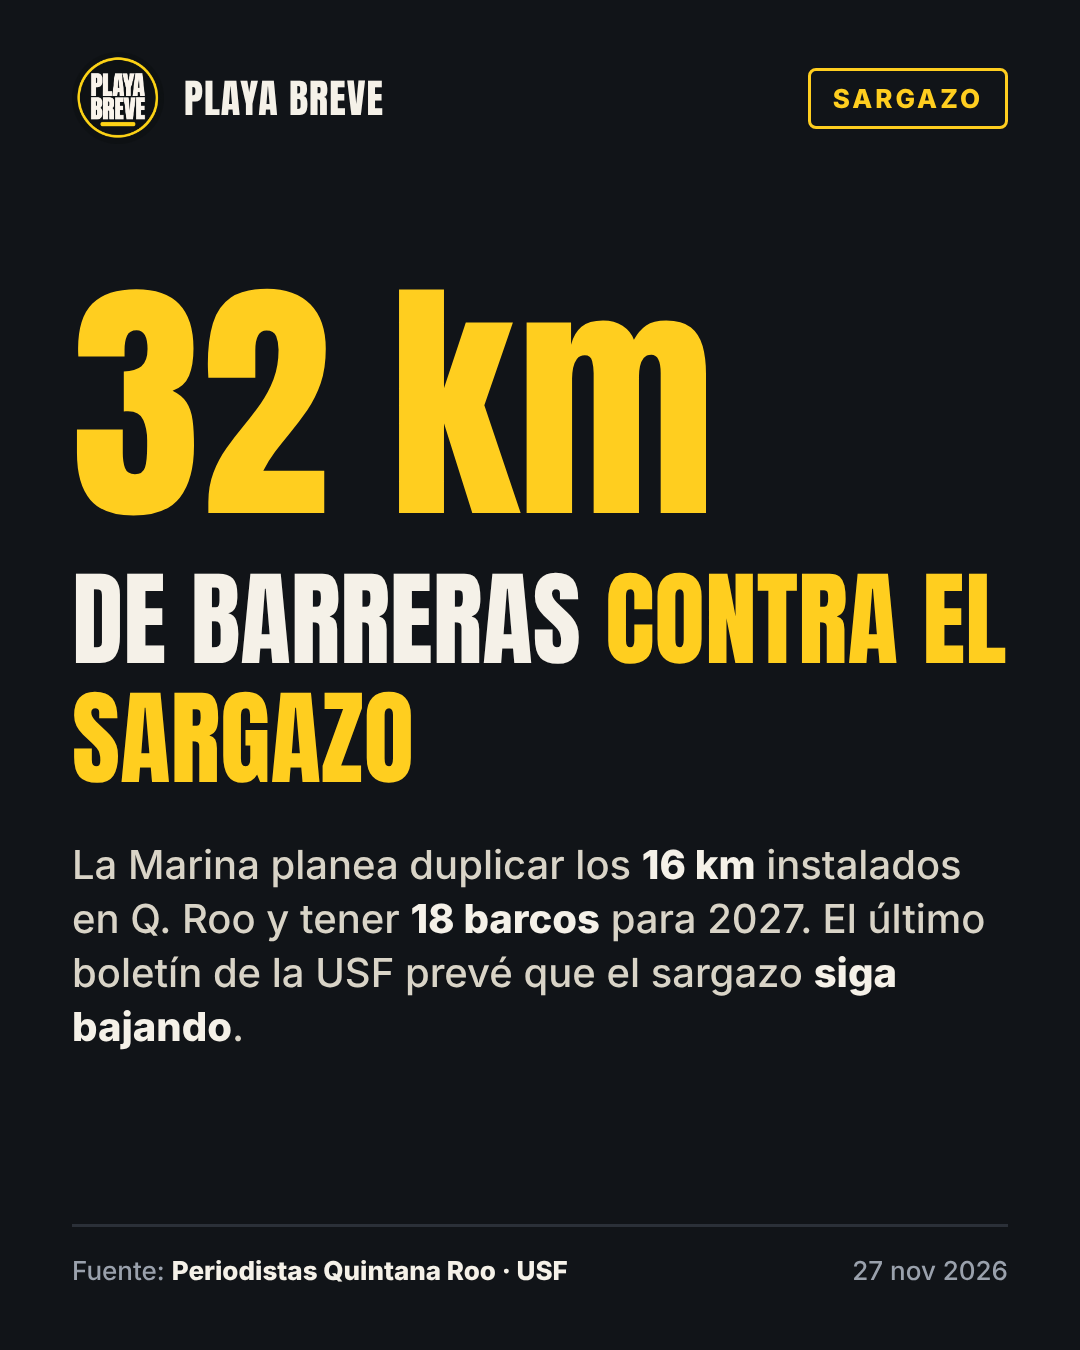 PLAYA
BREVE
PLAYA BREVE
SARGAZO
32 km
DE BARRERAS CONTRA EL
SARGAZO
La Marina planea duplicar los 16 km instalados
en Q. Roo y tener 18 barcos para 2027. El último
boletín de la USF prevé que el sargazo siga
bajando.
Fuente: Periodistas Quintana Roo · USF
27 nov 2026